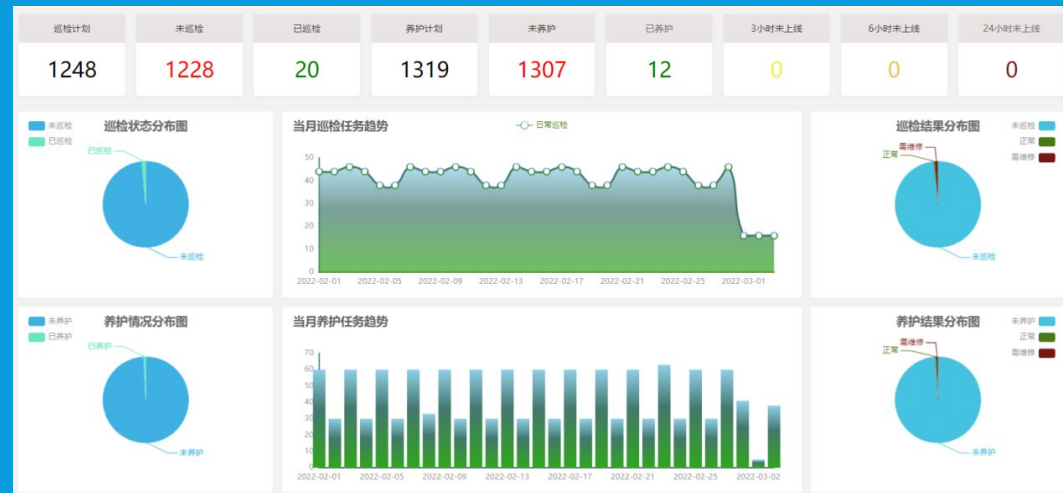 巡检计划
未巡检
已巡检
养护计划
未养护
已养护
3小时未上线
6小时未上线
24小时未上线
1248
1228
20
1319
1307
12
0
0
0
未巡检
已巡检
巡检状态分布图
已巡检
未巡检
当月巡检任务趋势
日常巡检
50
40
30
20
10
0
2022-02-01
2022-02-05
2022-02-09
2022-02-13
2022-02-17
2022-02-21
2022-02-25
2022-03-01
巡检结果分布图
未巡检
正常
需维修
需维修
正常
未巡检
未养护
已养护
养护情况分布图
已养护
未养护
当月养护任务趋势
70
60
50
40
30
20
10
0
2022-02-01
2022-02-05
2022-02-09
2022-02-13
2022-02-17
2022-02-21
2022-02-25
2022-03-02
养护结果分布图
未养护
正常
需维修
需维修
正常
未养护